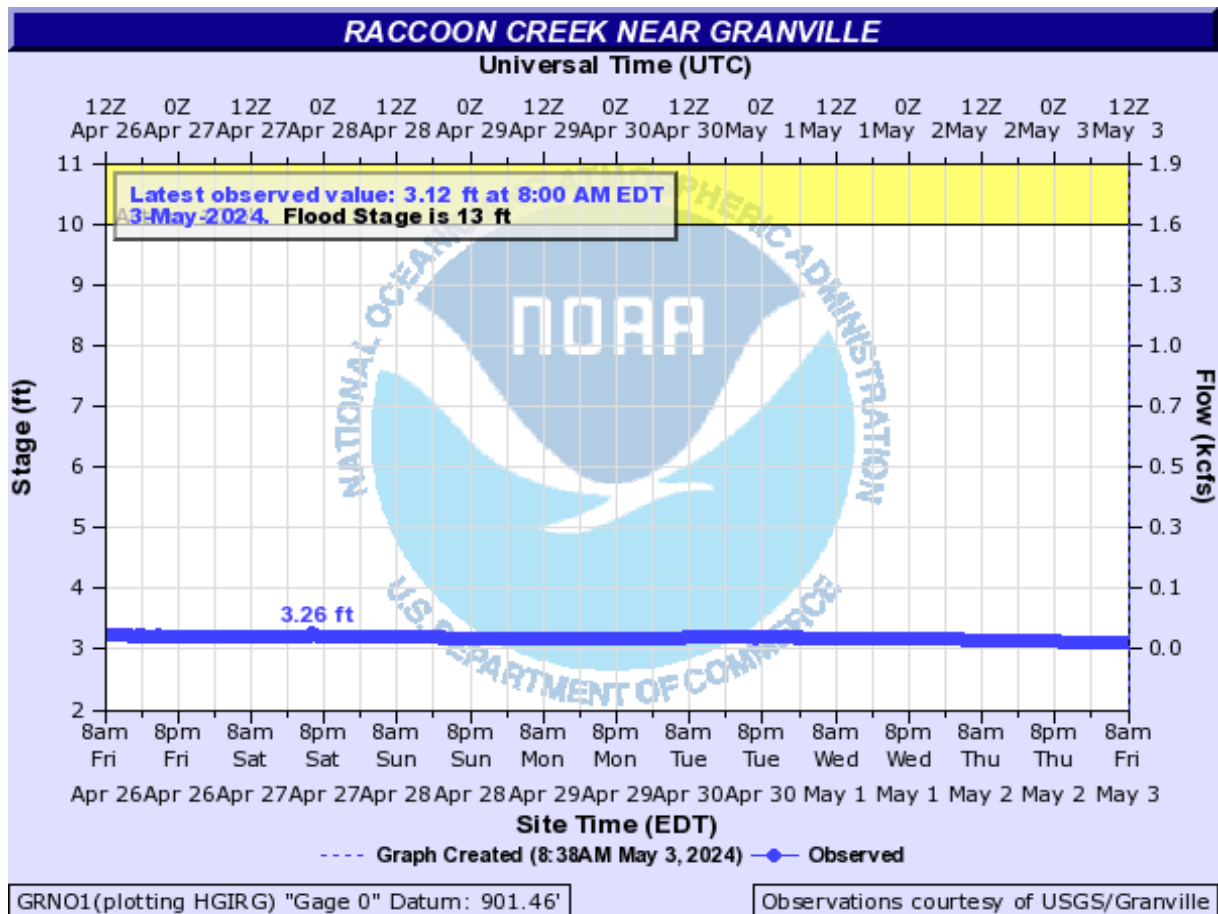 RACCOON CREEK NEAR GRANVILLE
Universal Time (UTC)
12Z 0Z 12Z 0Z 12Z 0Z 12Z 0Z 12Z 0Z 12Z 0Z 12Z 0Z 12Z
Apr 26 Apr 27 Apr 27 Apr 28 Apr 28 Apr 29 Apr 29 Apr 30 Apr 30 May 1 May 1 May 2 May 2 May 3 May 3
Latest observed value: 3.12 ft at 8:00 AM EDT
3-May-2024. Flood Stage is 13 ft
Stage (ft)
11
10
9
8
7
6
5
4
3
2
Flow (kcfs)
1.9
1.6
1.3
1.0
0.7
0.5
0.3
0.1
0.0
NATIONAL OCEANIC AND ATMOSPHERIC ADMINISTRATION
NOAA
U.S. DEPARTMENT OF COMMERCE
3.26 ft
8am 8pm 8am 8pm 8am 8pm 8am 8pm 8am 8pm 8am 8pm 8am 8pm 8am
Fri Fri Sat Sat Sun Sun Mon Mon Tue Tue Wed Wed Thu Thu Fri
Apr 26 Apr 26 Apr 27 Apr 27 Apr 28 Apr 28 Apr 29 Apr 29 Apr 30 Apr 30 May 1 May 1 May 2 May 2 May 3
Site Time (EDT)
Graph Created (8:38AM May 3, 2024) Observed
GRNO1(plotting HGIRG) "Gage 0" Datum: 901.46'
Observations courtesy of USGS/Granville